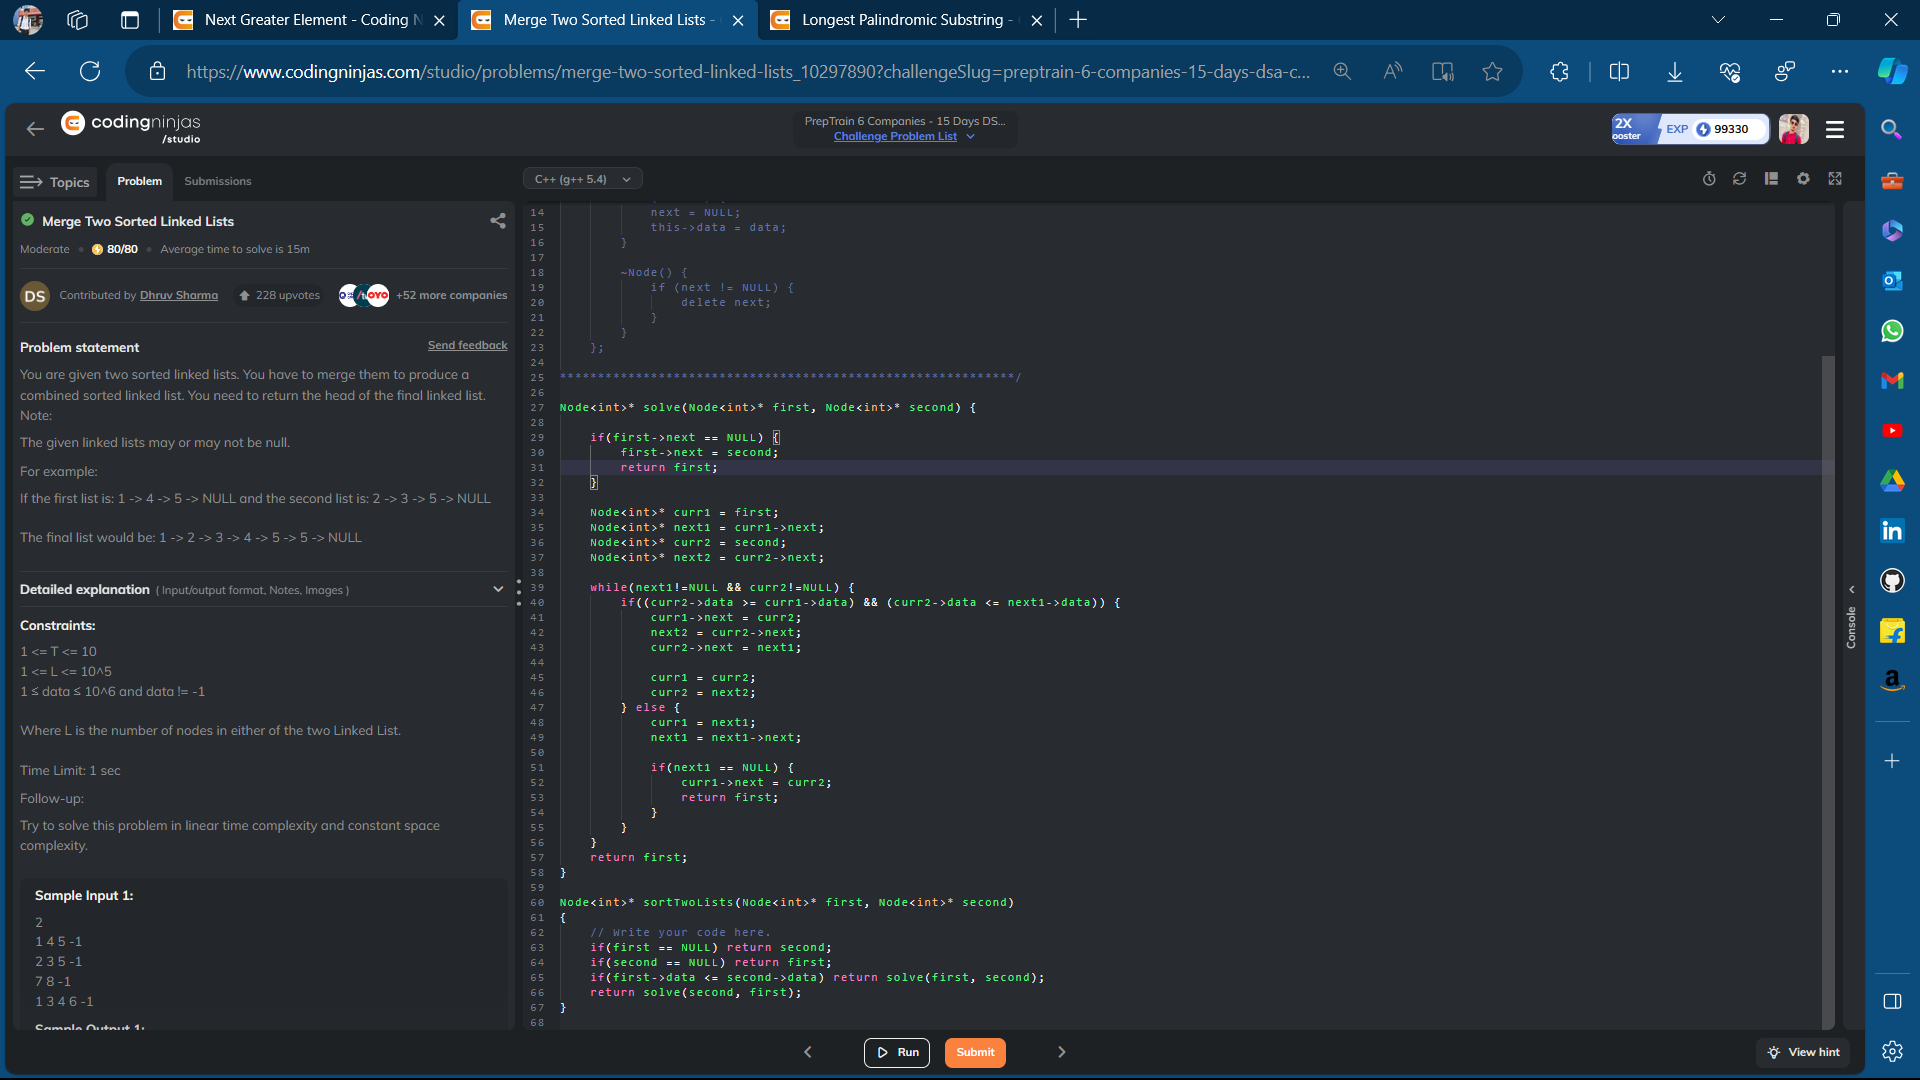 Next Greater Element - Coding N
Merge Two Sorted Linked Lists -
Longest Palindromic Substring -
https://www.codingninjas.com/studio/problems/merge-two-sorted-linked-lists_10297890?challengeSlug=preptrain-6-companies-15-days-dsa-c...
codingninjas
/studio
PrepTrain 6 Companies - 15 Days DS...
Challenge Problem List
2X
ooster
EXP
99330
Topics
Problem
Submissions
C++ (g++ 5.4)
Merge Two Sorted Linked Lists
Moderate • 80/80 • Average time to solve is 15m
DS
Contributed by Dhruv Sharma
228 upvotes
OYO
+52 more companies
Problem statement
Send feedback
You are given two sorted linked lists. You have to merge them to produce a
combined sorted linked list. You need to return the head of the final linked list.
Note:
The given linked lists may or may not be null.
For example:
If the first list is: 1 -> 4 -> 5 -> NULL and the second list is: 2 -> 3 -> 5 -> NULL
The final list would be: 1 -> 2 -> 3 -> 4 -> 5 -> 5 -> NULL
Detailed explanation ( Input/output format, Notes, Images )
Constraints:
1 <= T <= 10
1 <= L <= 10^5
1 ≤ data ≤ 10^6 and data != -1
Where L is the number of nodes in either of the two Linked List.
Time Limit: 1 sec
Follow-up:
Try to solve this problem in linear time complexity and constant space
complexity.
Sample Input 1:
2
1 4 5 -1
2 3 5 -1
7 8 -1
1 3 4 6 -1
Sample Output 1:
14 next = NULL;
15 this->data = data;
16 }
17
18 ~Node() {
19 if (next != NULL) {
20 delete next;
21 }
22 }
23 };
24
25 ************************************************************/
26
27 Node<int>* solve(Node<int>* first, Node<int>* second) {
28
29 if(first->next == NULL) {
30 first->next = second;
31 return first;
32 }
33
34 Node<int>* curr1 = first;
35 Node<int>* next1 = curr1->next;
36 Node<int>* curr2 = second;
37 Node<int>* next2 = curr2->next;
38
39 while(next1!=NULL && curr2!=NULL) {
40 if((curr2->data >= curr1->data) && (curr2->data <= next1->data)) {
41 curr1->next = curr2;
42 next2 = curr2->next;
43 curr2->next = next1;
44
45 curr1 = curr2;
46 curr2 = next2;
47 } else {
48 curr1 = next1;
49 next1 = next1->next;
50
51 if(next1 == NULL) {
52 curr1->next = curr2;
53 return first;
54 }
55 }
56 }
57 return first;
58 }
59
60 Node<int>* sortTwoLists(Node<int>* first, Node<int>* second)
61 {
62 // Write your code here.
63 if(first == NULL) return second;
64 if(second == NULL) return first;
65 if(first->data <= second->data) return solve(first, second);
66 return solve(second, first);
67 }
68
Console
Run
Submit
View hint